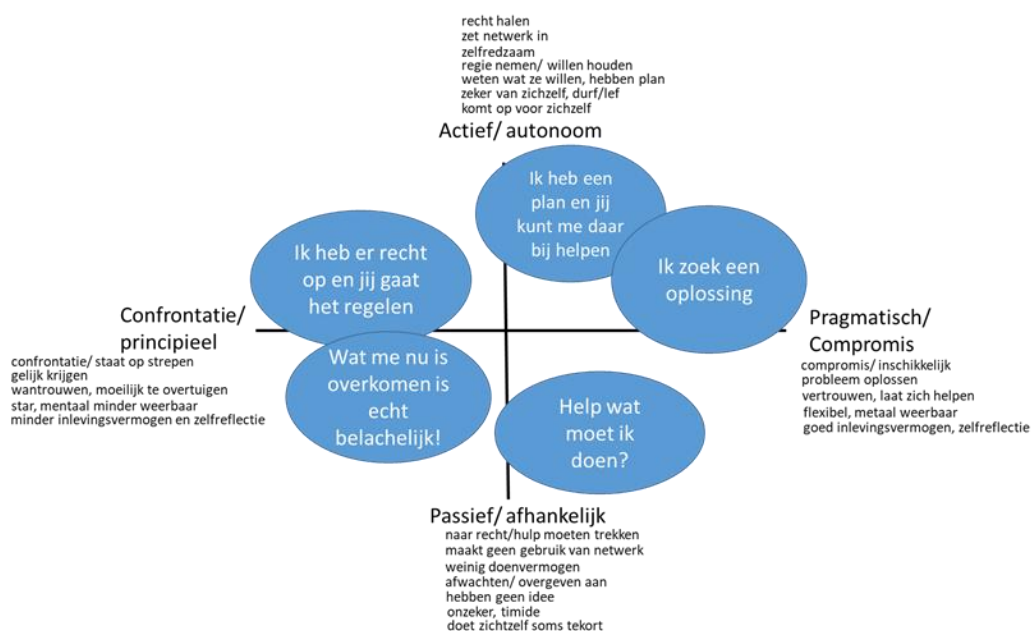 recht halen
zet netwerk in
zelfredzaam
regie nemen/ willen houden
weten wat ze willen, hebben plan
zeker van zichzelf, durf/lef
komt op voor zichzelf
Actief/ autonoom
Ik heb een
plan en jij
kunt me daar
bij helpen
Ik heb er recht
op en jij gaat
het regelen
Ik zoek een
oplossing
Confrontatie/
principieel
confrontatie/ staat op strepen
gelijk krijgen
wantrouwen, moeilijk te overtuigen
star, mentaal minder weerbaar
minder inlevingsvermogen en zelfreflectie
Pragmatisch/
Compromis
compromis/ inschikkelijk
probleem oplossen
vertrouwen, laat zich helpen
flexibel, metaal weerbaar
goed inlevingsvermogen, zelfreflectie
Wat me nu is
overkomen is
echt
belachelijk!
Help wat
moet ik
doen?
Passief/ afhankelijk
naar recht/hulp moeten trekken
maakt geen gebruik van netwerk
weinig doenvermogen
afwachten/ overgeven aan
hebben geen idee
onzeker, timide
doet zichtzelf soms tekort